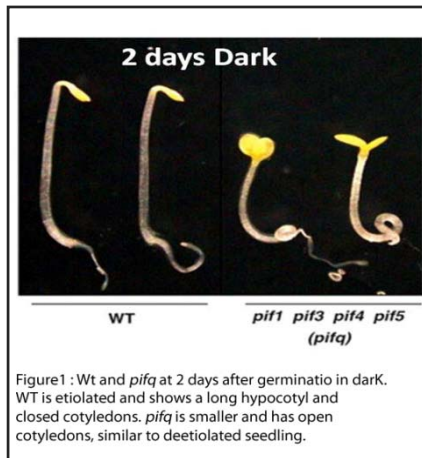 2 days Dark
WT
pif1 pif3 pif4 pif5
(pifq)
Figure1 : Wt and pifq at 2 days after germinatio in darK.
WT is etiolated and shows a long hypocotyl and
closed cotyledons. pifq is smaller and has open
cotyledons, similar to deetiolated seedling.